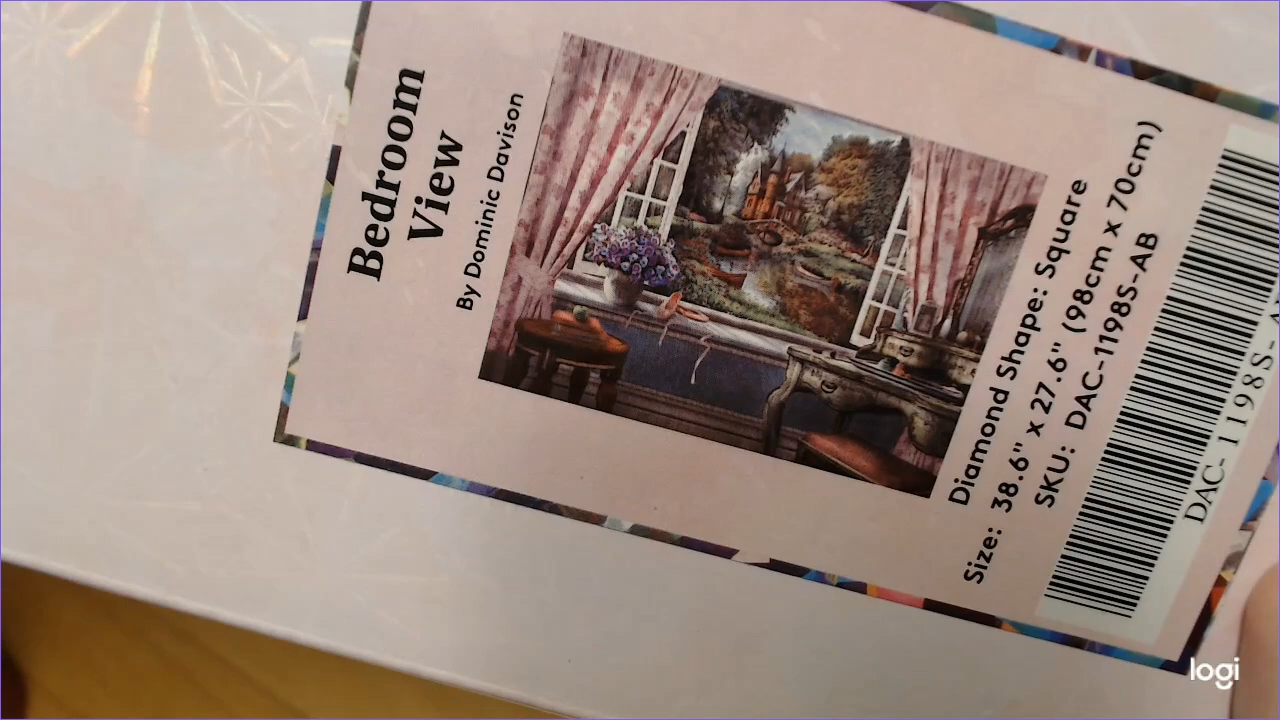 Bedroom
View
By Dominic Davison
Diamond Shape: Square
Size: 38.6" x 27.6" (98cm x 70cm)
SKU: DAC-1198S-AB
DAC-1198S-
logi